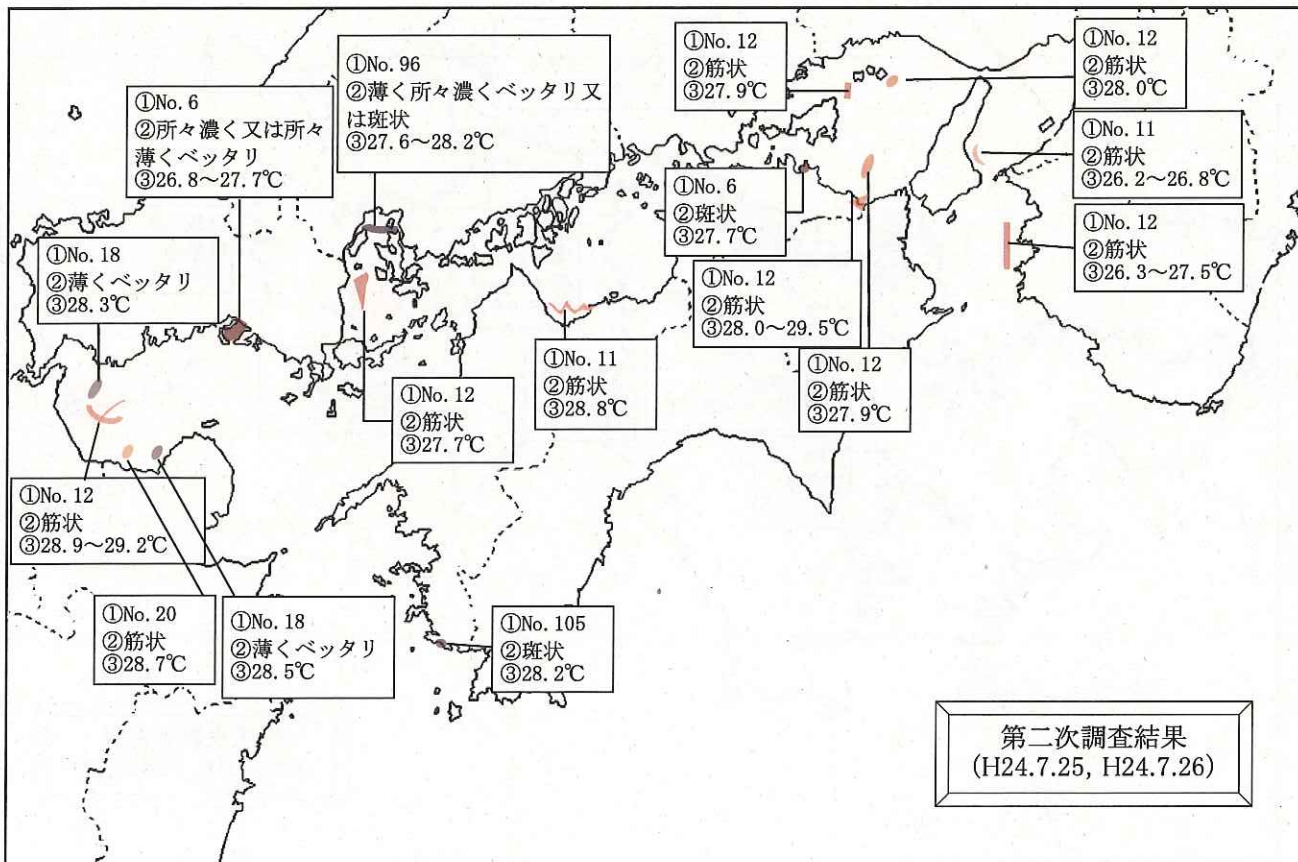 ①No. 12
②筋状
③27.9℃
①No. 12
②筋状
③28.0℃
①No. 96
②薄く所々濃くベッタリ又
は斑状
③27.6～28.2℃
①No. 6
②所々濃く又は所々
薄くベッタリ
③26.8～27.7℃
①No. 11
②筋状
③26.2～26.8℃
①No. 6
②斑状
③27.7℃
①No. 12
②筋状
③26.3～27.5℃
①No. 18
②薄くベッタリ
③28.3℃
①No. 12
②筋状
③28.0～29.5℃
①No. 11
②筋状
③28.8℃
①No. 12
②筋状
③27.9℃
①No. 12
②筋状
③27.7℃
①No. 12
②筋状
③28.9～29.2℃
①No. 20
②筋状
③28.7℃
①No. 18
②薄くベッタリ
③28.5℃
①No. 105
②斑状
③28.2℃
第二次調査結果
(H24.7.25, H24.7.26)